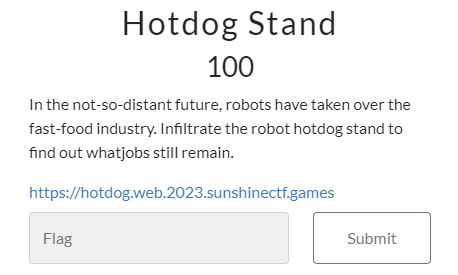 Hotdog Stand
100
In the not-so-distant future, robots have taken over the
fast-food industry. Infiltrate the robot hotdog stand to
find out whatjobs still remain.
https://hotdog.web.2023.sunshinectf.games
Flag
Submit